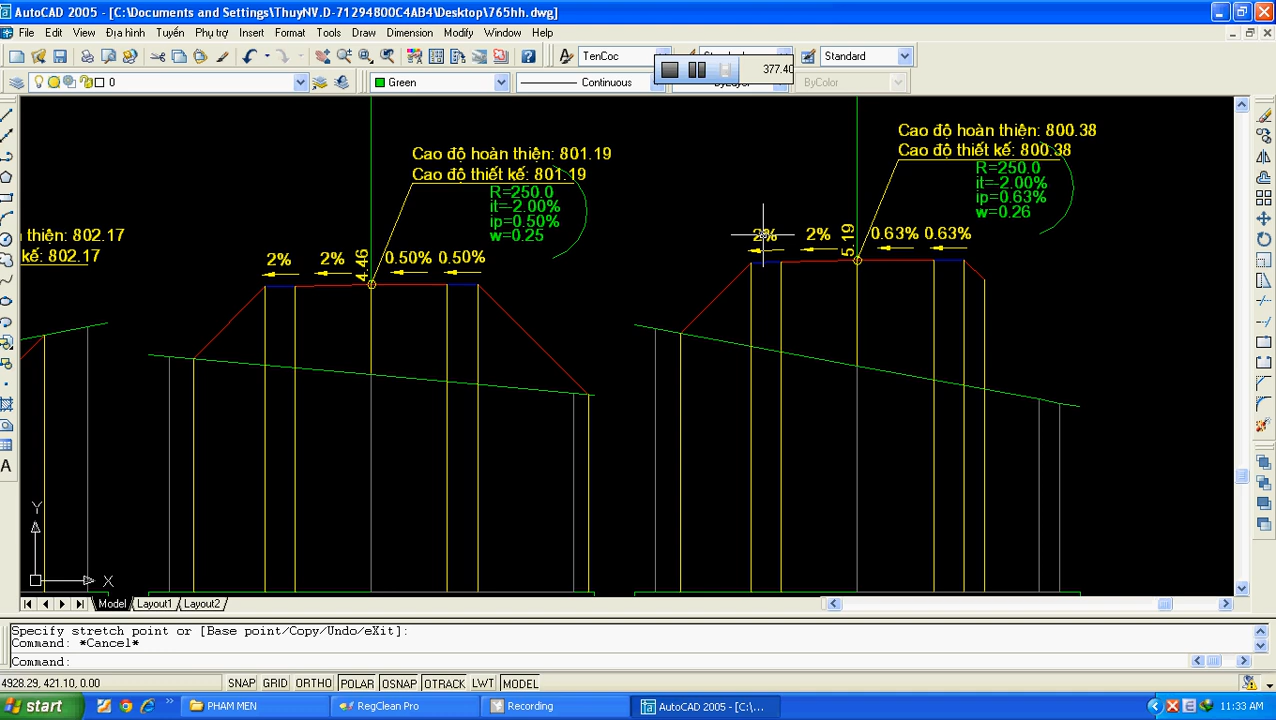 AutoCAD 2005 - [C:\Documents and Settings\ThuyNV.D-71294800C4AB4\Desktop\765hh.dwg]
File Edit View Địa hình Tuyến Phụ trợ Insert Format Tools Draw Dimension Modify Window Help
TenCoc Standard
377.40
0 Green Continuous ByLayer ByColor
Cao độ hoàn thiện: 800.38
Cao độ thiết kế: 800.38
R=250.0
it=-2.00%
ip=0.63%
w=0.26
Cao độ hoàn thiện: 801.19
Cao độ thiết kế: 801.19
R=250.0
it=-2.00%
ip=0.50%
w=0.25
thiện: 802.17
kế: 802.17
2% 2% 4.46 0.50% 0.50%
2% 2% 5.19 0.63% 0.63%
Y
X
Model Layout1 Layout2
Specify stretch point or [Base point/Copy/Undo/eXit]:
Command: *Cancel*
Command:
4928.29, 421.10, 0.00 SNAP GRID ORTHO POLAR OSNAP OTRACK LWT MODEL
start PHAM MEN RegClean Pro Recording AutoCAD 2005 - [C:\... 11:33 AM